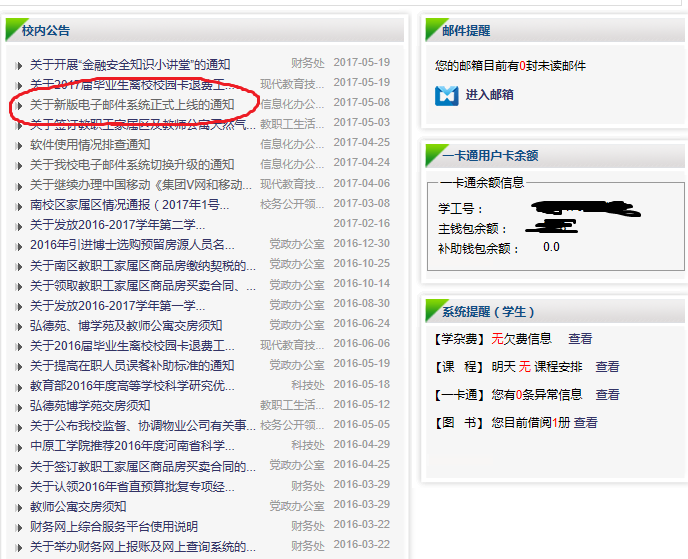 校内公告
关于开展“金融安全知识小讲堂”的通知 财务处 2017-05-19
关于2017届毕业生离校校园卡退费工... 现代教育技... 2017-05-19
关于新版电子邮件系统正式上线的通知 信息化办公... 2017-05-08
关于签订教职工家属区及教师公寓天然气... 教职工生活... 2017-05-03
软件使用情况排查通知 信息化办公... 2017-04-25
关于我校电子邮件系统切换升级的通知 信息化办公... 2017-04-24
关于继续办理中国移动《集团V网和移动... 现代教育技... 2017-04-06
南校区家属区情况通报（2017年1号... 校务公开领... 2017-03-08
关于发放2016-2017学年第二学... 2017-02-16
2016年引进博士选购预留房源人员名... 党政办公室 2016-12-30
关于南区教职工家属区商品房缴纳契税的... 党政办公室 2016-10-25
关于领取教职工家属区商品房买卖合同、... 党政办公室 2016-10-14
关于发放2016-2017学年第一学... 党政办公室 2016-08-30
弘德苑、博学苑及教师公寓交房须知 党政办公室 2016-06-24
关于2016届毕业生离校校园卡退费工... 现代教育技... 2016-06-06
关于提高在职人员误餐补助标准的通知 党政办公室 2016-05-19
教育部2016年度高等学校科学研究优... 科技处 2016-05-18
弘德苑博学苑交房须知 教职工生活... 2016-05-12
关于公布我校监督、协调物业公司有关事... 校务公开领... 2016-05-05
中原工学院推荐2016年度河南省科学... 科技处 2016-04-29
关于签订教职工家属区商品房买卖合同的... 党政办公室 2016-04-25
关于认领2016年省直预算批复专项经... 财务处 2016-03-29
教师公寓交房须知 党政办公室 2016-03-29
财务网上综合服务平台使用说明 财务处 2016-03-22
关于举办财务网上报账及网上查询系统的... 财务处 2016-03-22
邮件提醒
您的邮箱目前有0封未读邮件
进入邮箱
一卡通用户卡余额
一卡通余额信息
学工号：
主钱包余额：
补助钱包余额： 0.0
系统提醒（学生）
【学杂费】 无欠费信息 查看
【课 程】 明天 无 课程安排 查看
【一卡通】 您有0条异常信息 查看
【图 书】 您目前借阅1册 查看